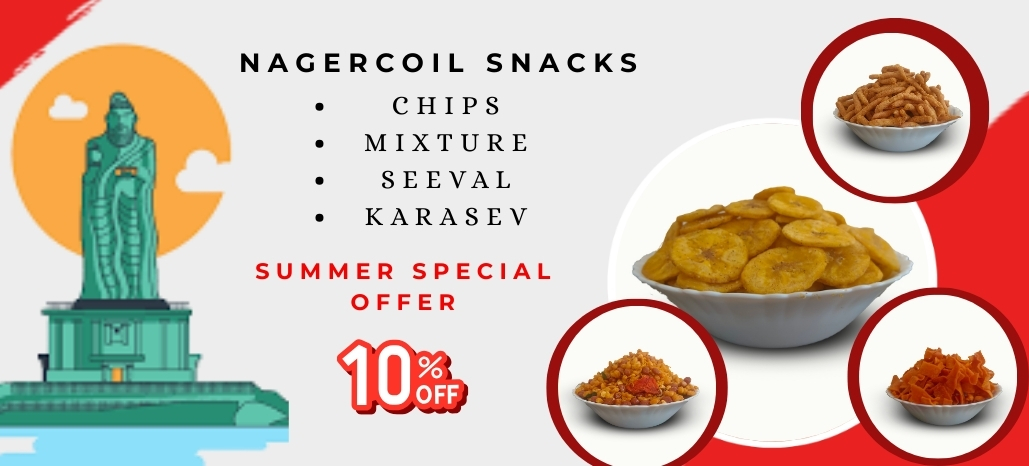 NAGERCOIL SNACKS
• CHIPS
• MIXTURE
• SEEVAL
• KARASEV
SUMMER SPECIAL
OFFER
10% OFF